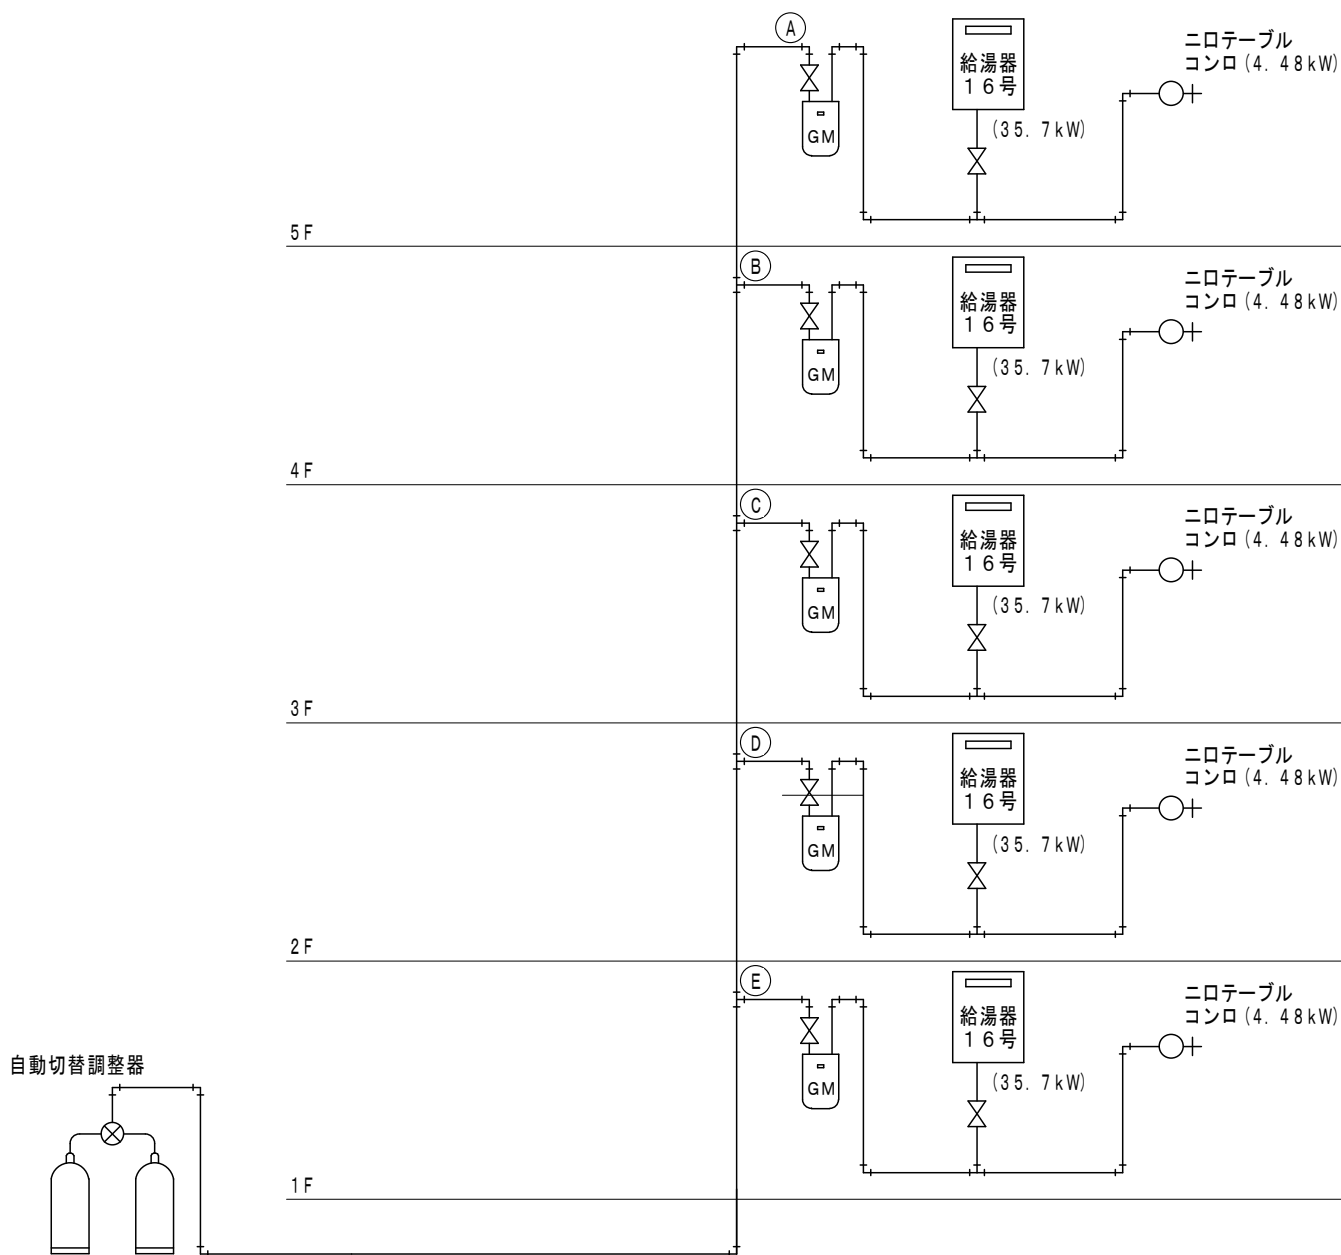 A
給湯器
16号
(35.7kW)
二口テーブル
コンロ(4.48kW)
GM
5F
B
給湯器
16号
(35.7kW)
二口テーブル
コンロ(4.48kW)
GM
4F
C
給湯器
16号
(35.7kW)
二口テーブル
コンロ(4.48kW)
GM
3F
D
給湯器
16号
(35.7kW)
二口テーブル
コンロ(4.48kW)
GM
2F
E
給湯器
16号
(35.7kW)
二口テーブル
コンロ(4.48kW)
GM
自動切替調整器
1F